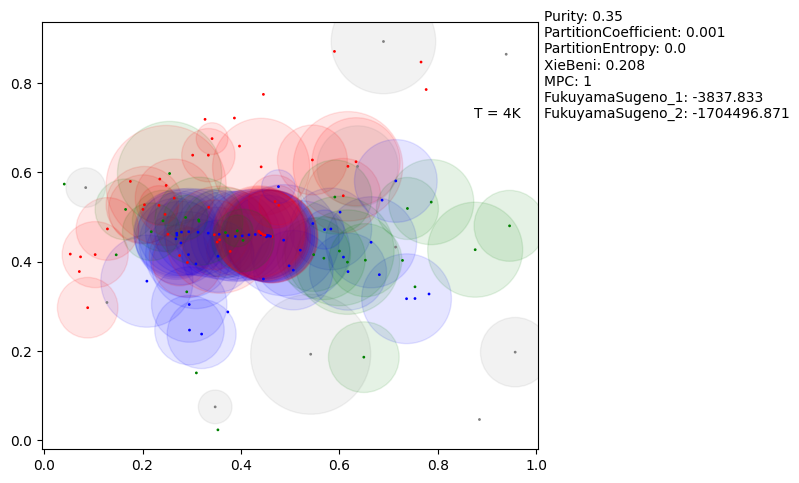 Purity: 0.35
PartitionCoefficient: 0.001
PartitionEntropy: 0.0
XieBeni: 0.208
MPC: 1
FukuyamaSugeno_1: -3837.833
FukuyamaSugeno_2: -1704496.871
T = 4K
0.8
0.6
0.4
0.2
0.0
0.0 0.2 0.4 0.6 0.8 1.0